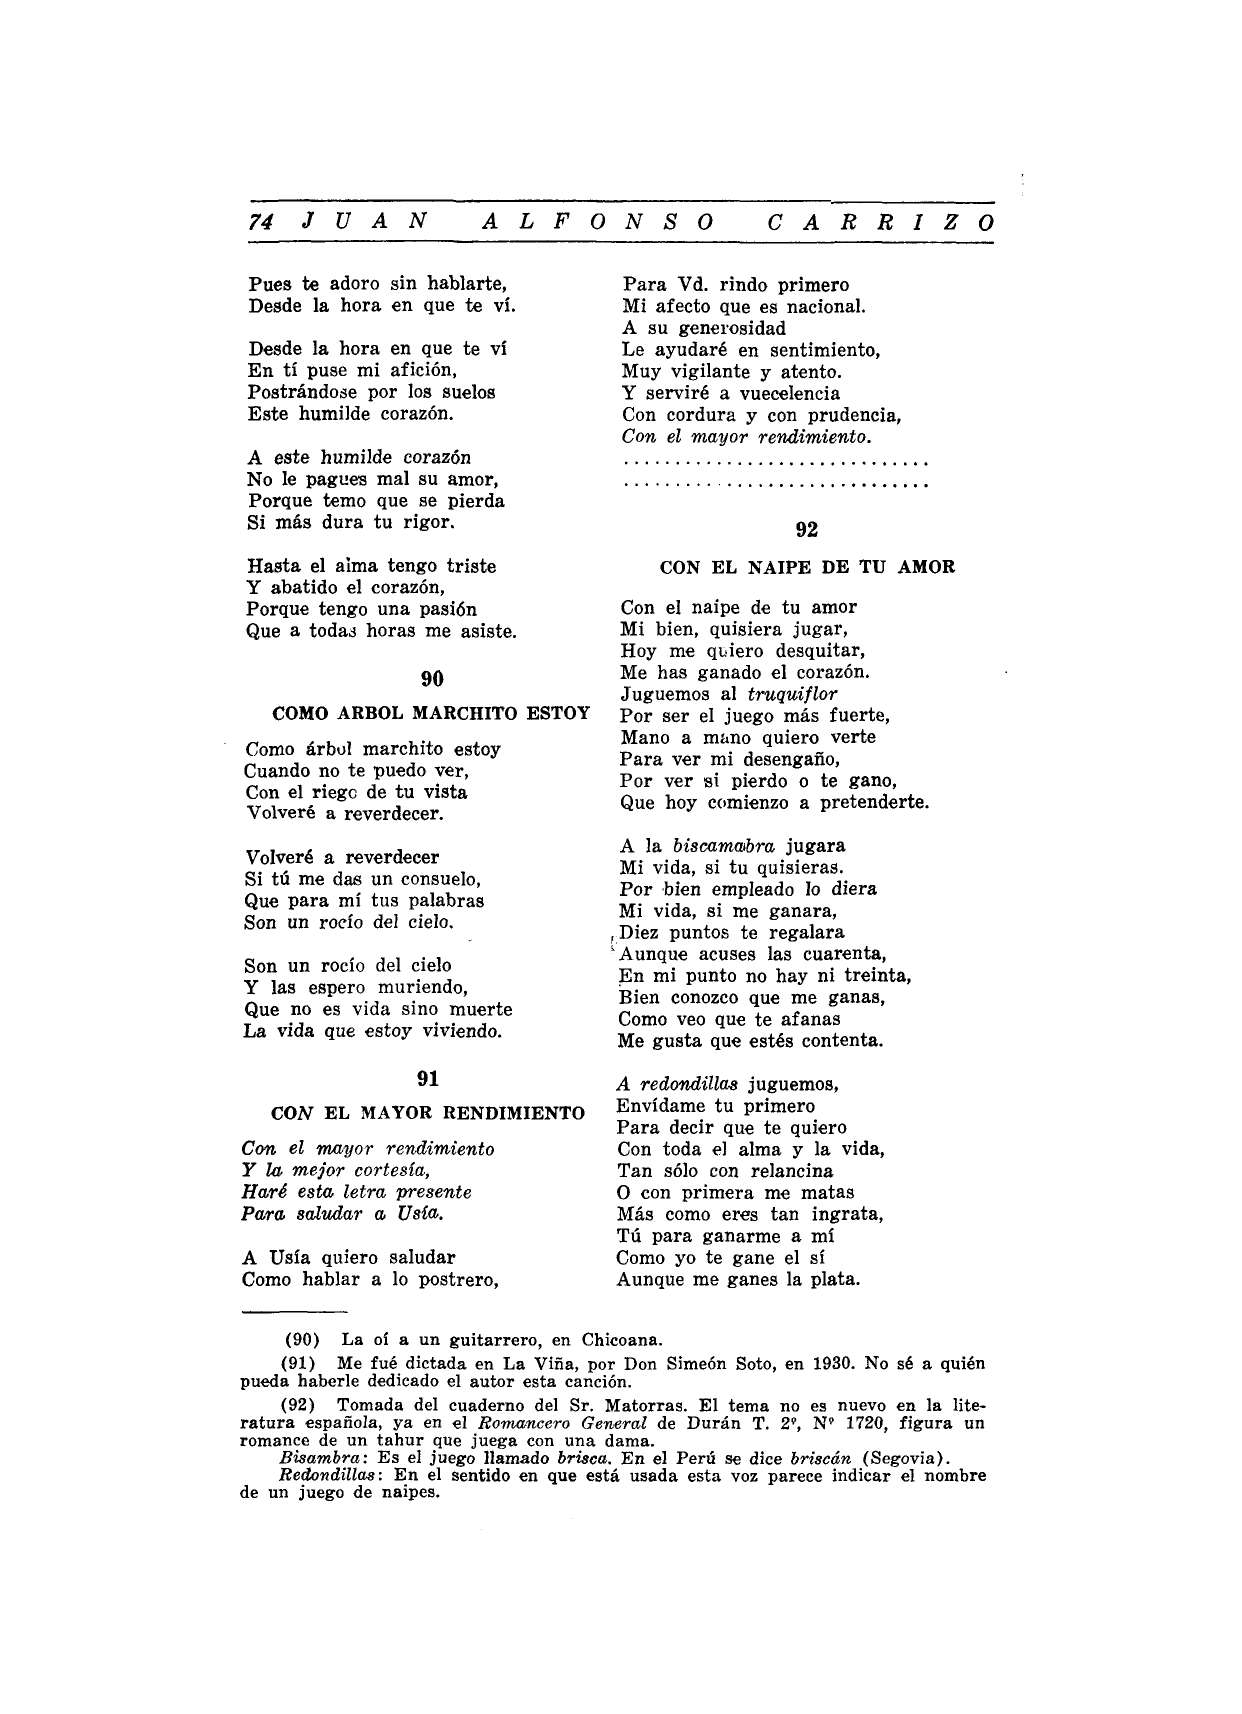 74 JUAN ALFONSO CARRIZO
Pues te adoro sin hablarte,
Desde la hora en que te ví.
Desde la hora en que te ví
En tí puse mi afición,
Postrándose por los suelos
Este humilde corazón.
A este humilde corazón
No le pagues mal su amor,
Porque temo que se pierda
Si más dura tu rigor.
Hasta el alma tengo triste
Y abatido el corazón,
Porque tengo una pasión
Que a todas horas me asiste.
90
COMO ARBOL MARCHITO ESTOY
Como árbol marchito estoy
Cuando no te puedo ver,
Con el riego de tu vista
Volveré a reverdecer.
Volveré a reverdecer
Si tú me das un consuelo,
Que para mí tus palabras
Son un rocío del cielo.
Son un rocío del cielo
Y las espero muriendo,
Que no es vida sino muerte
La vida que estoy viviendo.
91
CON EL MAYOR RENDIMIENTO
Con el mayor rendimiento
Y la mejor cortesía,
Haré esta letra presente
Para saludar a Usía.
A Usía quiero saludar
Como hablar a lo postrero,
Para Vd. rindo primero
Mi afecto que es nacional.
A su generosidad
Le ayudaré en sentimiento,
Muy vigilante y atento.
Y serviré a vuecelencia
Con cordura y con prudencia,
Con el mayor rendimiento.
..............................
..............................
92
CON EL NAIPE DE TU AMOR
Con el naipe de tu amor
Mi bien, quisiera jugar,
Hoy me quiero desquitar,
Me has ganado el corazón.
Juguemos al truquiflor
Por ser el juego más fuerte,
Mano a mano quiero verte
Para ver mi desengaño,
Por ver si pierdo o te gano,
Que hoy comienzo a pretenderte.
A la biscamabra jugara
Mi vida, si tu quisieras.
Por bien empleado lo diera
Mi vida, si me ganara,
Diez puntos te regalara
Aunque acuses las cuarenta,
En mi punto no hay ni treinta,
Bien conozco que me ganas,
Como veo que te afanas
Me gusta que estés contenta.
A redondillas juguemos,
Envídame tu primero
Para decir que te quiero
Con toda el alma y la vida,
Tan sólo con relancina
O con primera me matas
Más como eres tan ingrata,
Tú para ganarme a mí
Como yo te gane el sí
Aunque me ganes la plata.
(90) La oí a un guitarrero, en Chicoana.
(91) Me fué dictada en La Viña, por Don Simeón Soto, en 1930. No sé a quién
pueda haberle dedicado el autor esta canción.
(92) Tomada del cuaderno del Sr. Matorras. El tema no es nuevo en la lite-
ratura española, ya en el Romancero General de Durán T. 2º, Nº 1720, figura un
romance de un tahur que juega con una dama.
Bisambra: Es el juego llamado brisca. En el Perú se dice briscán (Segovia).
Redondillas: En el sentido en que está usada esta voz parece indicar el nombre
de un juego de naipes.